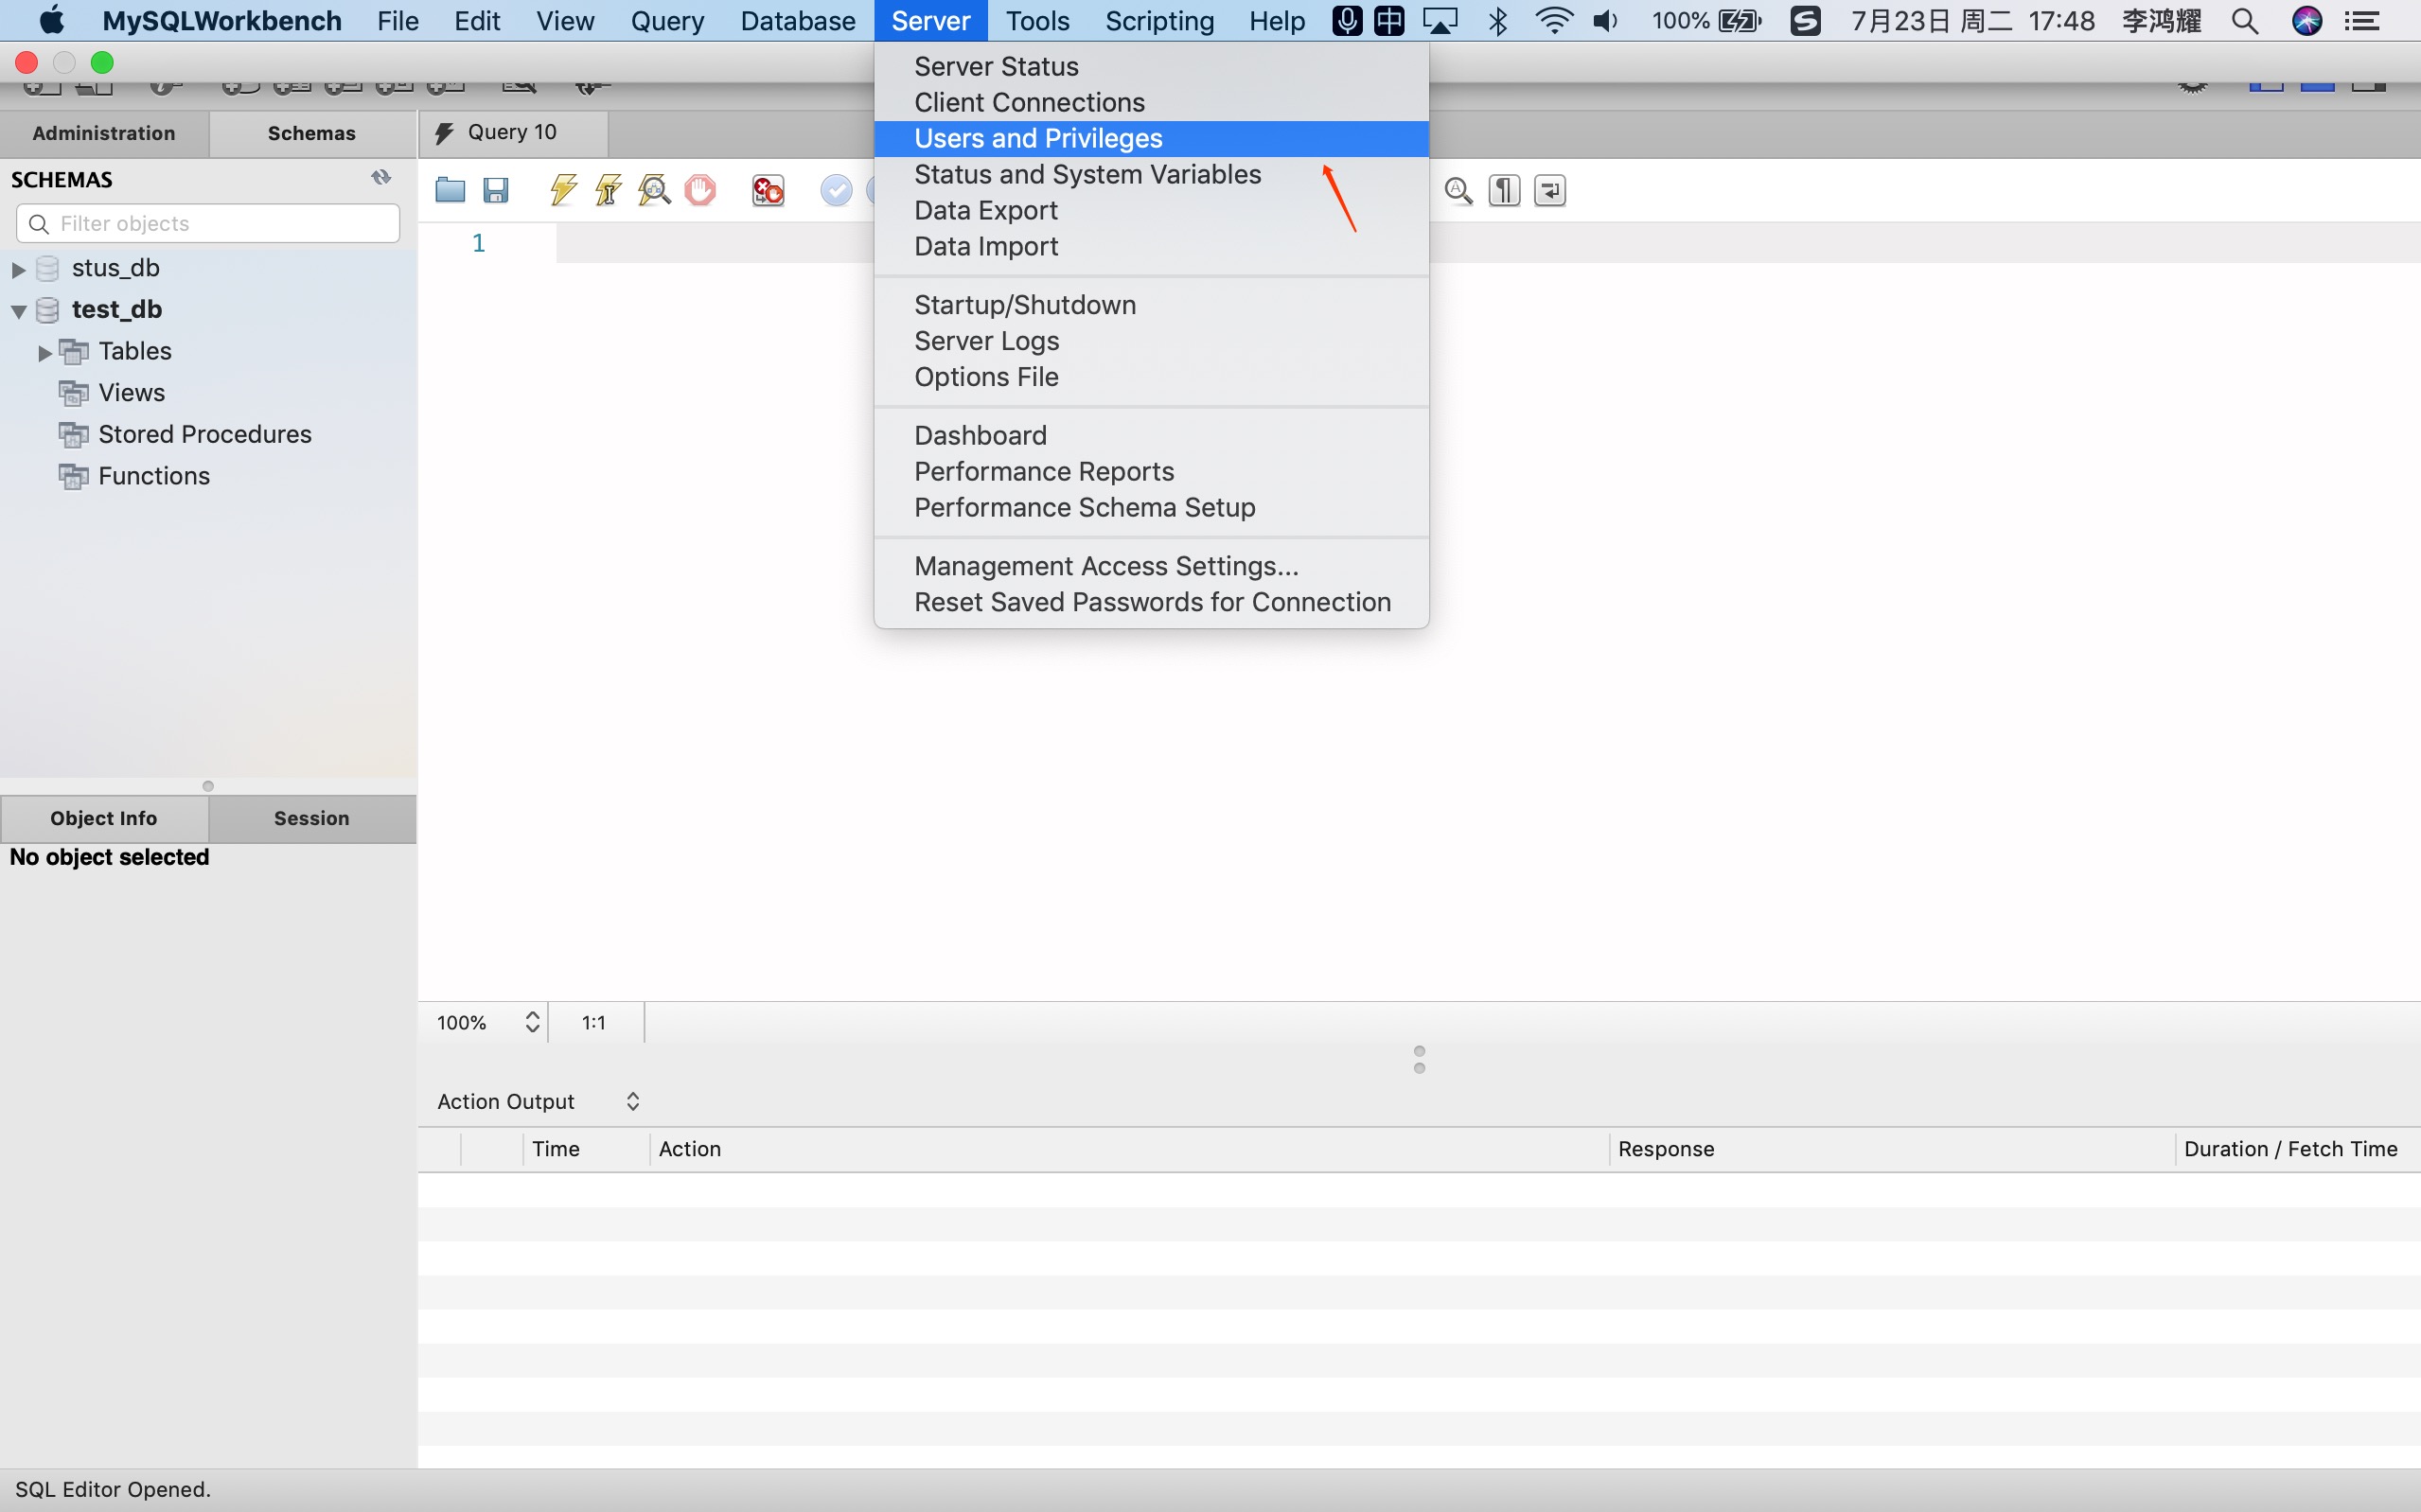 MySQLWorkbench File Edit View Query Database Server Tools Scripting Help 中 100% S 7月23日 周二 17:48 李鸿耀
Server Status
Client Connections
Users and Privileges
Status and System Variables
Data Export
Data Import
Startup/Shutdown
Server Logs
Options File
Dashboard
Performance Reports
Performance Schema Setup
Management Access Settings...
Reset Saved Passwords for Connection
Administration Schemas Query 10
SCHEMAS
Filter objects
stus_db
test_db
Tables
Views
Stored Procedures
Functions
1
Object Info Session
No object selected
100% 1:1
Action Output
Time Action Response Duration / Fetch Time
SQL Editor Opened.